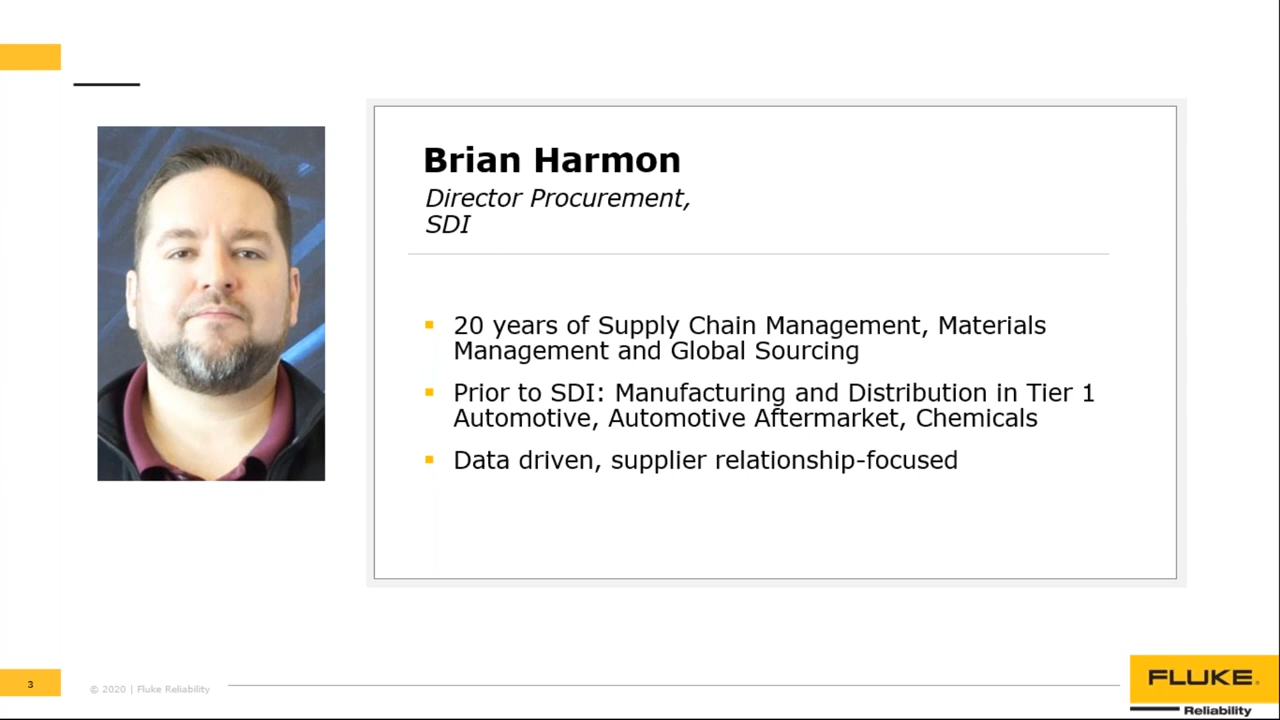 Brian Harmon
Director Procurement,
SDI
▪ 20 years of Supply Chain Management, Materials
Management and Global Sourcing
▪ Prior to SDI: Manufacturing and Distribution in Tier 1
Automotive, Automotive Aftermarket, Chemicals
▪ Data driven, supplier relationship-focused
3
© 2020 | Fluke Reliability
FLUKE®
Reliability